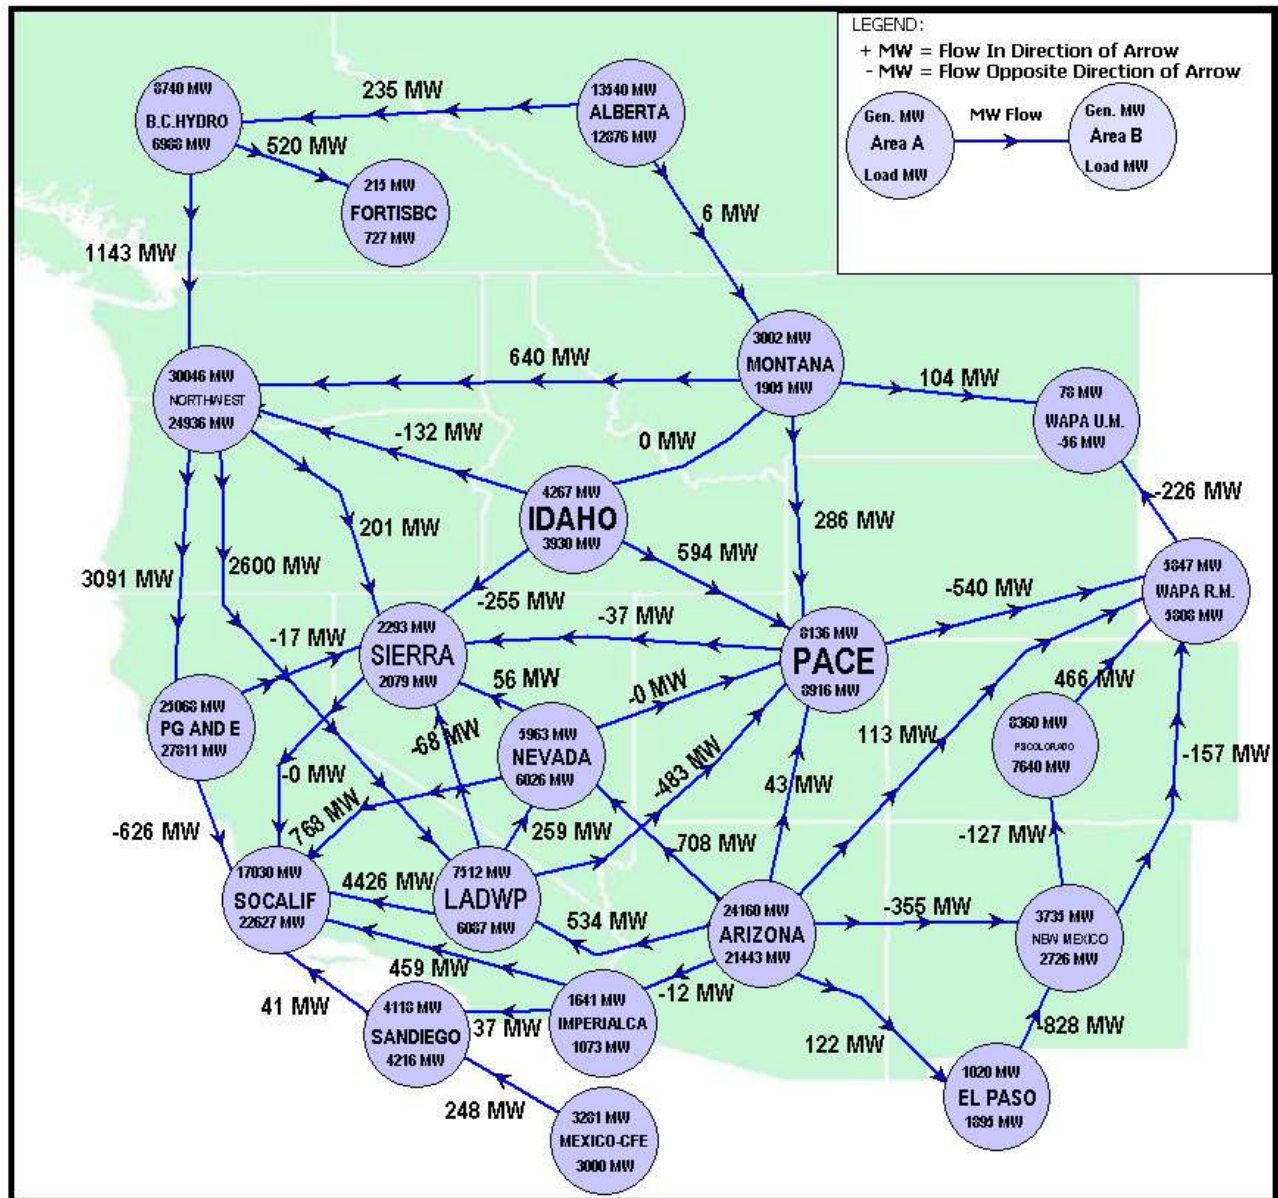 LEGEND:
+ MW = Flow In Direction of Arrow
- MW = Flow Opposite Direction of Arrow
Gen. MW
Area A
Load MW
MW Flow
Gen. MW
Area B
Load MW
8740 MW
B.C.HYDRO
6988 MW
235 MW
13540 MW
ALBERTA
12876 MW
520 MW
215 MW
FORTISBC
727 MW
6 MW
1143 MW
30046 MW
NORTHWEST
24936 MW
640 MW
3002 MW
MONTANA
1905 MW
104 MW
78 MW
WAPA U.M.
-56 MW
-132 MW
0 MW
4267 MW
IDAHO
3930 MW
-226 MW
201 MW
286 MW
594 MW
2600 MW
3091 MW
-255 MW
-540 MW
5847 MW
WAPA R.M.
5808 MW
-17 MW
-37 MW
2293 MW
SIERRA
2079 MW
8136 MW
PACE
8916 MW
56 MW
-0 MW
466 MW
25068 MW
PG AND E
27811 MW
-68 MW
5963 MW
NEVADA
6026 MW
113 MW
8360 MW
PSCOLORADO
7640 MW
-157 MW
-0 MW
-483 MW
43 MW
-626 MW
768 MW
259 MW
708 MW
-127 MW
17030 MW
SOCALIF
22627 MW
4426 MW
7512 MW
LADWP
6087 MW
534 MW
24160 MW
ARIZONA
21443 MW
-355 MW
3735 MW
NEW MEXICO
2726 MW
459 MW
-12 MW
41 MW
4118 MW
SANDIEGO
4216 MW
37 MW
1641 MW
IMPERIALCA
1073 MW
122 MW
-828 MW
1020 MW
EL PASO
1895 MW
248 MW
3281 MW
MEXICO-CFE
3000 MW